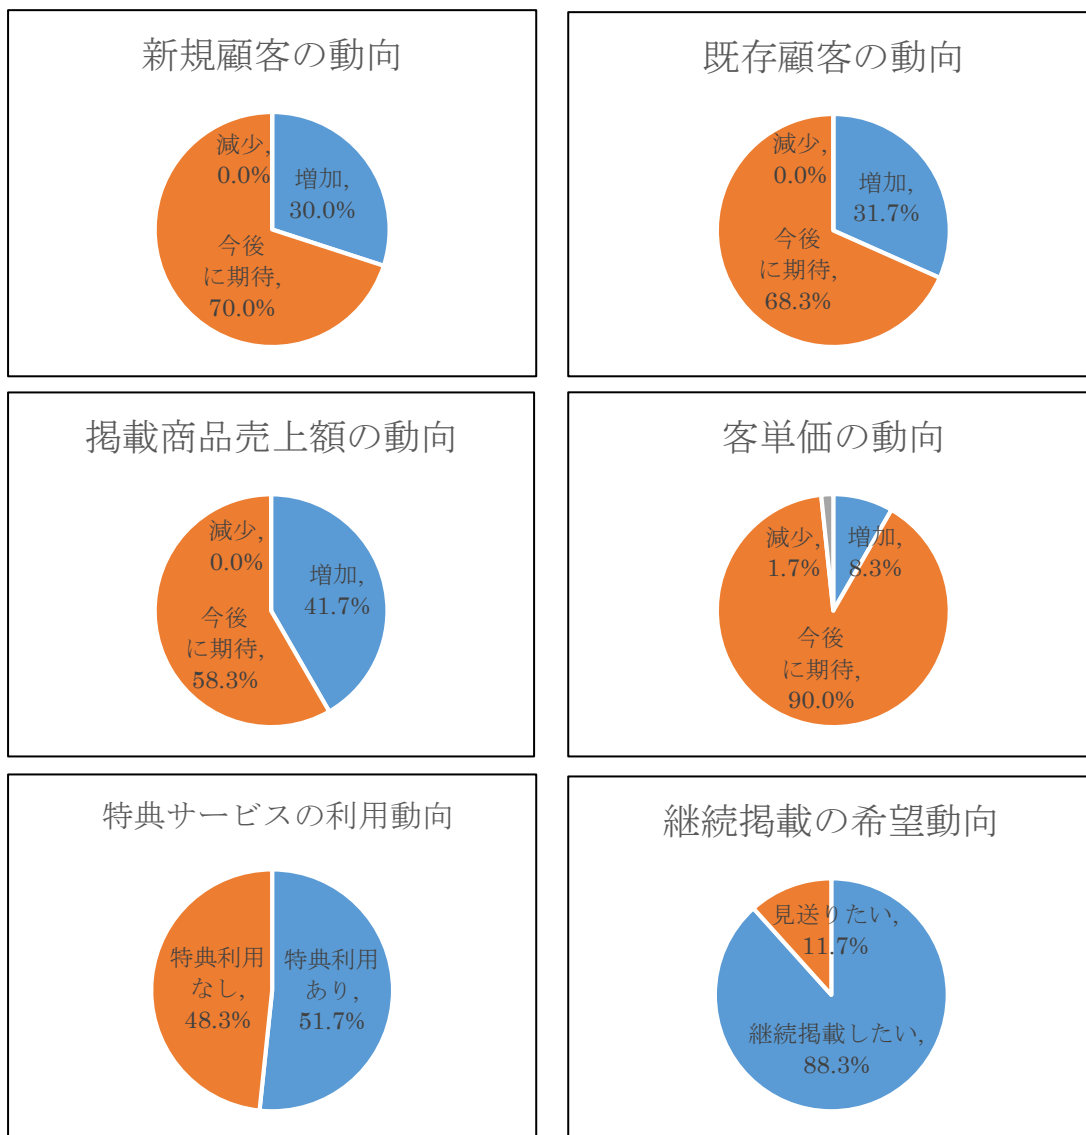 新規顧客の動向
減少,
0.0%
増加,
30.0%
今後
に期待,
70.0%
既存顧客の動向
減少,
0.0%
増加,
31.7%
今後
に期待,
68.3%
掲載商品売上額の動向
減少,
0.0%
増加,
41.7%
今後
に期待,
58.3%
客単価の動向
減少,
1.7%
増加,
8.3%
今後
に期待,
90.0%
特典サービスの利用動向
特典利用
なし,
48.3%
特典利用
あり,
51.7%
継続掲載の希望動向
見送りたい,
11.7%
継続掲載したい,
88.3%